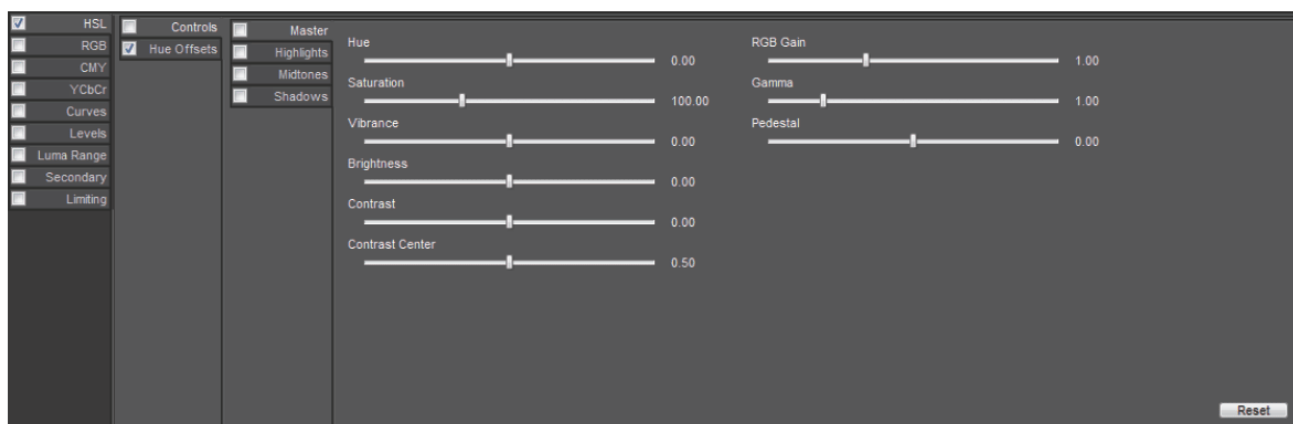 HSL
RGB
CMY
YCbCr
Curves
Levels
Luma Range
Secondary
Limiting
Controls
Hue Offsets
Master
Highlights
Midtones
Shadows
Hue
0.00
Saturation
100.00
Vibrance
0.00
Brightness
0.00
Contrast
0.00
Contrast Center
0.50
RGB Gain
1.00
Gamma
1.00
Pedestal
0.00
Reset